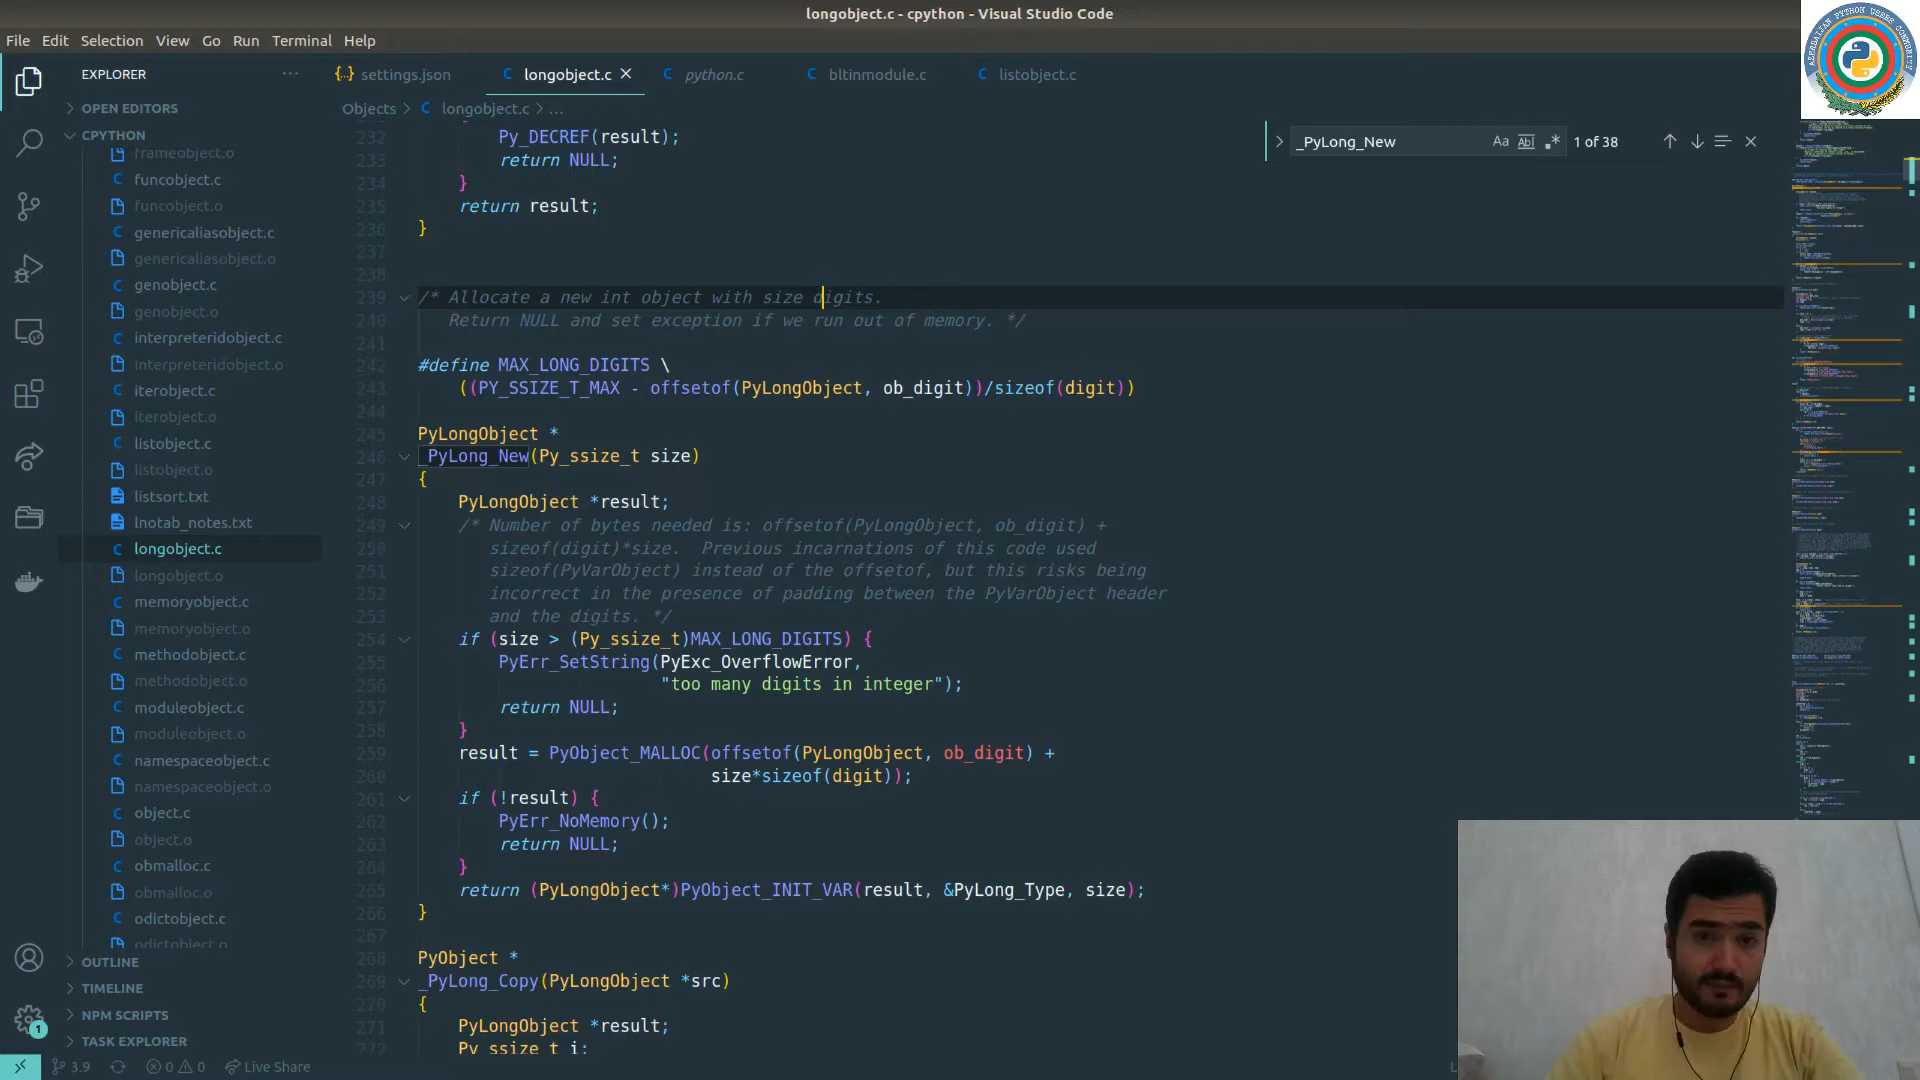 longobject.c - cpython - Visual Studio Code
File Edit Selection View Go Run Terminal Help
AZERBAIJAN PYTHON USERS COMMUNITY
EXPLORER
OPEN EDITORS
CPYTHON
frameobject.o
funcobject.c
funcobject.o
genericaliasobject.c
genericaliasobject.o
genobject.c
genobject.o
interpreteridobject.c
interpreteridobject.o
iterobject.c
iterobject.o
listobject.c
listobject.o
listsort.txt
lnotab_notes.txt
longobject.c
longobject.o
memoryobject.c
memoryobject.o
methodobject.c
methodobject.o
moduleobject.c
moduleobject.o
namespaceobject.c
namespaceobject.o
object.c
object.o
obmalloc.c
obmalloc.o
odictobject.c
odictobject.o
OUTLINE
TIMELINE
NPM SCRIPTS
TASK EXPLORER
settings.json longobject.c python.c bltinmodule.c listobject.c
Objects > longobject.c > ...
_PyLong_New Aa Abl .* 1 of 38
232 Py_DECREF(result);
233 return NULL;
234 }
235 return result;
236 }
237
238
239 /* Allocate a new int object with size digits.
240 Return NULL and set exception if we run out of memory. */
241
242 #define MAX_LONG_DIGITS \
243 ((PY_SSIZE_T_MAX - offsetof(PyLongObject, ob_digit))/sizeof(digit))
244
245 PyLongObject *
246 _PyLong_New(Py_ssize_t size)
247 {
248 PyLongObject *result;
249 /* Number of bytes needed is: offsetof(PyLongObject, ob_digit) +
250 sizeof(digit)*size. Previous incarnations of this code used
251 sizeof(PyVarObject) instead of the offsetof, but this risks being
252 incorrect in the presence of padding between the PyVarObject header
253 and the digits. */
254 if (size > (Py_ssize_t)MAX_LONG_DIGITS) {
255 PyErr_SetString(PyExc_OverflowError,
256 "too many digits in integer");
257 return NULL;
258 }
259 result = PyObject_MALLOC(offsetof(PyLongObject, ob_digit) +
260 size*sizeof(digit));
261 if (!result) {
262 PyErr_NoMemory();
263 return NULL;
264 }
265 return (PyLongObject*)PyObject_INIT_VAR(result, &PyLong_Type, size);
266 }
267
268 PyObject *
269 _PyLong_Copy(PyLongObject *src)
270 {
271 PyLongObject *result;
272 Py_ssize_t i;
1
3.9 0 0 Live Share